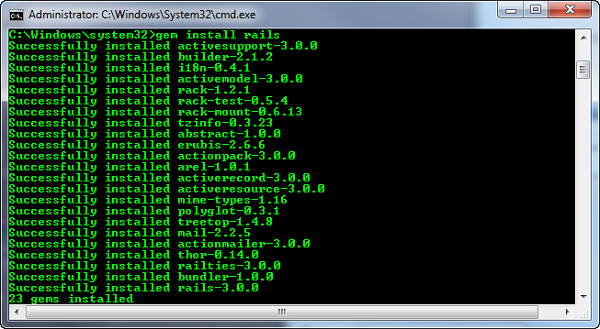 Administrator: C:\Windows\System32\cmd.exe
C:\Windows\system32>gem install rails
Successfully installed activesupport-3.0.0
Successfully installed builder-2.1.2
Successfully installed i18n-0.4.1
Successfully installed activemodel-3.0.0
Successfully installed rack-1.2.1
Successfully installed rack-test-0.5.4
Successfully installed rack-mount-0.6.13
Successfully installed tzinfo-0.3.23
Successfully installed abstract-1.0.0
Successfully installed erubis-2.6.6
Successfully installed actionpack-3.0.0
Successfully installed arel-1.0.1
Successfully installed activerecord-3.0.0
Successfully installed activeresource-3.0.0
Successfully installed mime-types-1.16
Successfully installed polyglot-0.3.1
Successfully installed treetop-1.4.8
Successfully installed mail-2.2.5
Successfully installed actionmailer-3.0.0
Successfully installed thor-0.14.0
Successfully installed railties-3.0.0
Successfully installed bundler-1.0.0
Successfully installed rails-3.0.0
23 gems installed